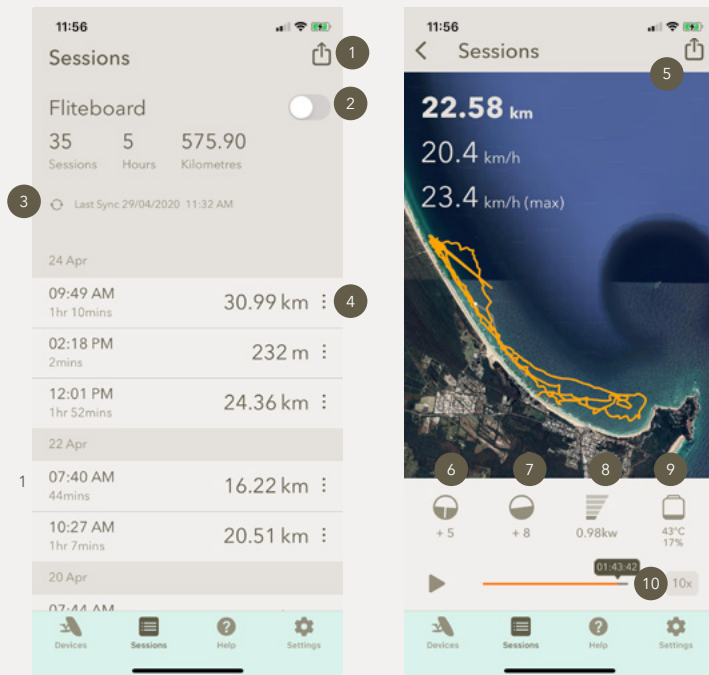 11:56
Sessions
1
Fliteboard
2
35 5 575.90
Sessions Hours Kilometres
3
Last Sync 29/04/2020 11:32 AM
24 Apr
09:49 AM
1hr 10mins
30.99 km
4
02:18 PM
2mins
232 m
12:01 PM
1hr 52mins
24.36 km
22 Apr
1
07:40 AM
44mins
16.22 km
10:27 AM
1hr 7mins
20.51 km
20 Apr
07:44 AM
Devices Sessions Help Settings
11:56
Sessions
5
22.58 km
20.4 km/h
23.4 km/h (max)
6 7 8 9
+ 5 + 8 0.98kw 43°C
17%
01:43:42
10 10x
Devices Sessions Help Settings